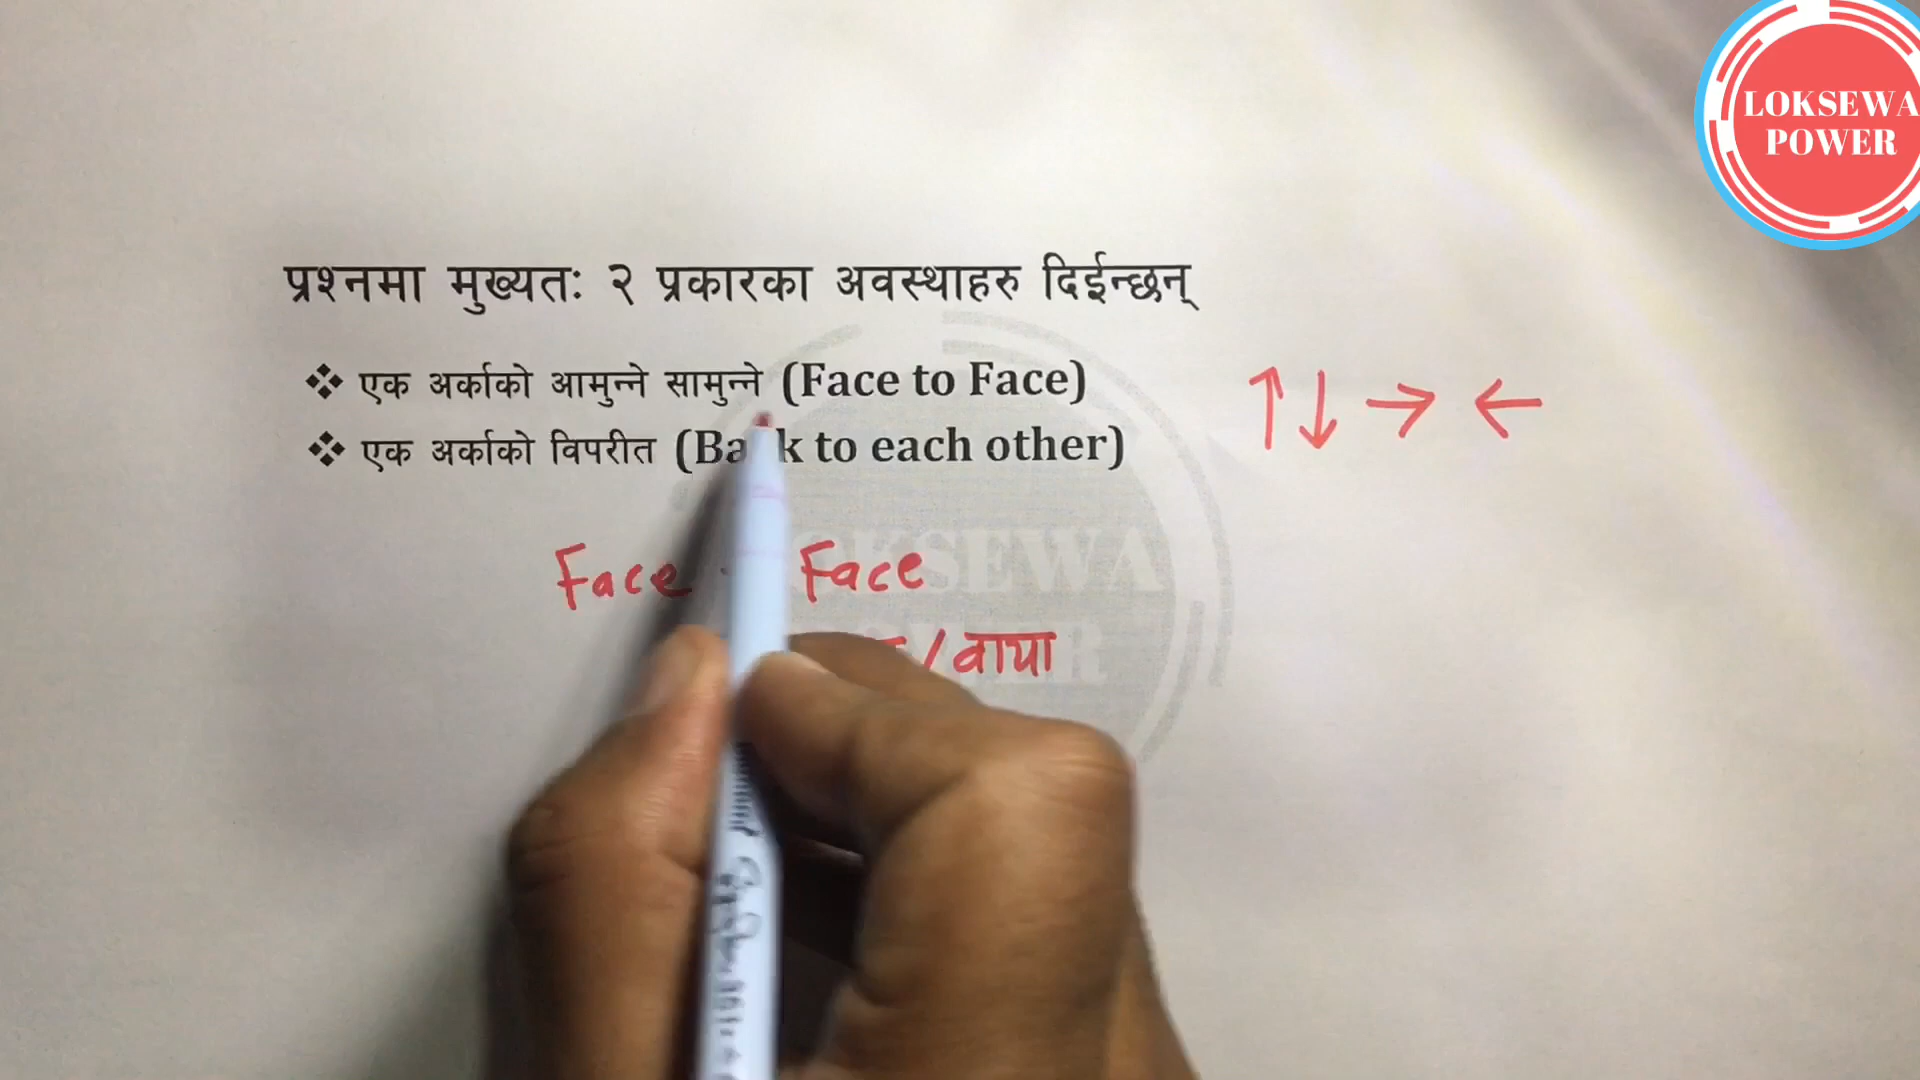 LOKSEWA
POWER
प्रश्नमा मुख्यतः २ प्रकारका अवस्थाहरु दिईन्छन्
❖ एक अर्काको आमुन्ने सामुन्ने (Face to Face)
↑ ↓ → ←
❖ एक अर्काको विपरीत (Back to each other)
Face Face
/ वाया